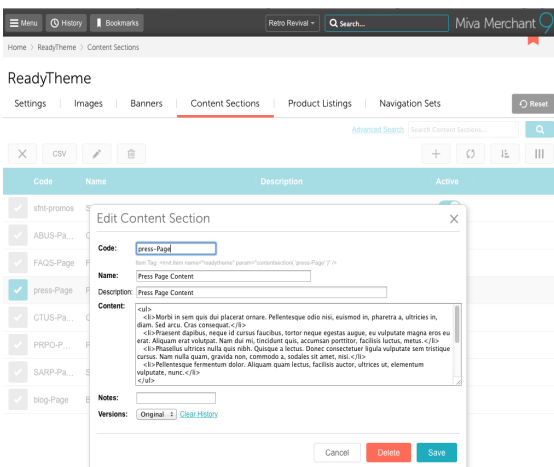 Menu History Bookmarks Retro Revival Search... Miva Merchant 9
Home > ReadyTheme > Content Sections
ReadyTheme
Settings Images Banners Content Sections Product Listings Navigation Sets Reset
Advanced Search Search Content Sections...
CSV
Code Name Description Active
sfnt-promos S
ABUS-Pa...
FAQS-Page F
press-Page
CTUS-Pa...
PRPO-P...
SARP-Pa... S
blog-Page
Edit Content Section
Code: press-Page
Item Tag: <mvt:item name="readytheme" param="contentsection('press-Page')" />
Name: Press Page Content
Description: Press Page Content
Content: <ul>
<li>Morbi in sem quis dui placerat ornare. Pellentesque odio nisi, euismod in, pharetra a, ultricies in,
diam. Sed arcu. Cras consequat.</li>
<li>Praesent dapibus, neque id cursus faucibus, tortor neque egestas augue, eu vulputate magna eros eu
erat. Aliquam erat volutpat. Nam dui mi, tincidunt quis, accumsan porttitor, facilisis luctus, metus.</li>
<li>Phasellus ultrices nulla quis nibh. Quisque a lectus. Donec consectetuer ligula vulputate sem tristique
cursus. Nam nulla quam, gravida non, commodo a, sodales sit amet, nisi.</li>
<li>Pellentesque fermentum dolor. Aliquam quam lectus, facilisis auctor, ultrices ut, elementum
vulputate, nunc.</li>
</ul>
Notes:
Versions: Original Clear History
Cancel Delete Save